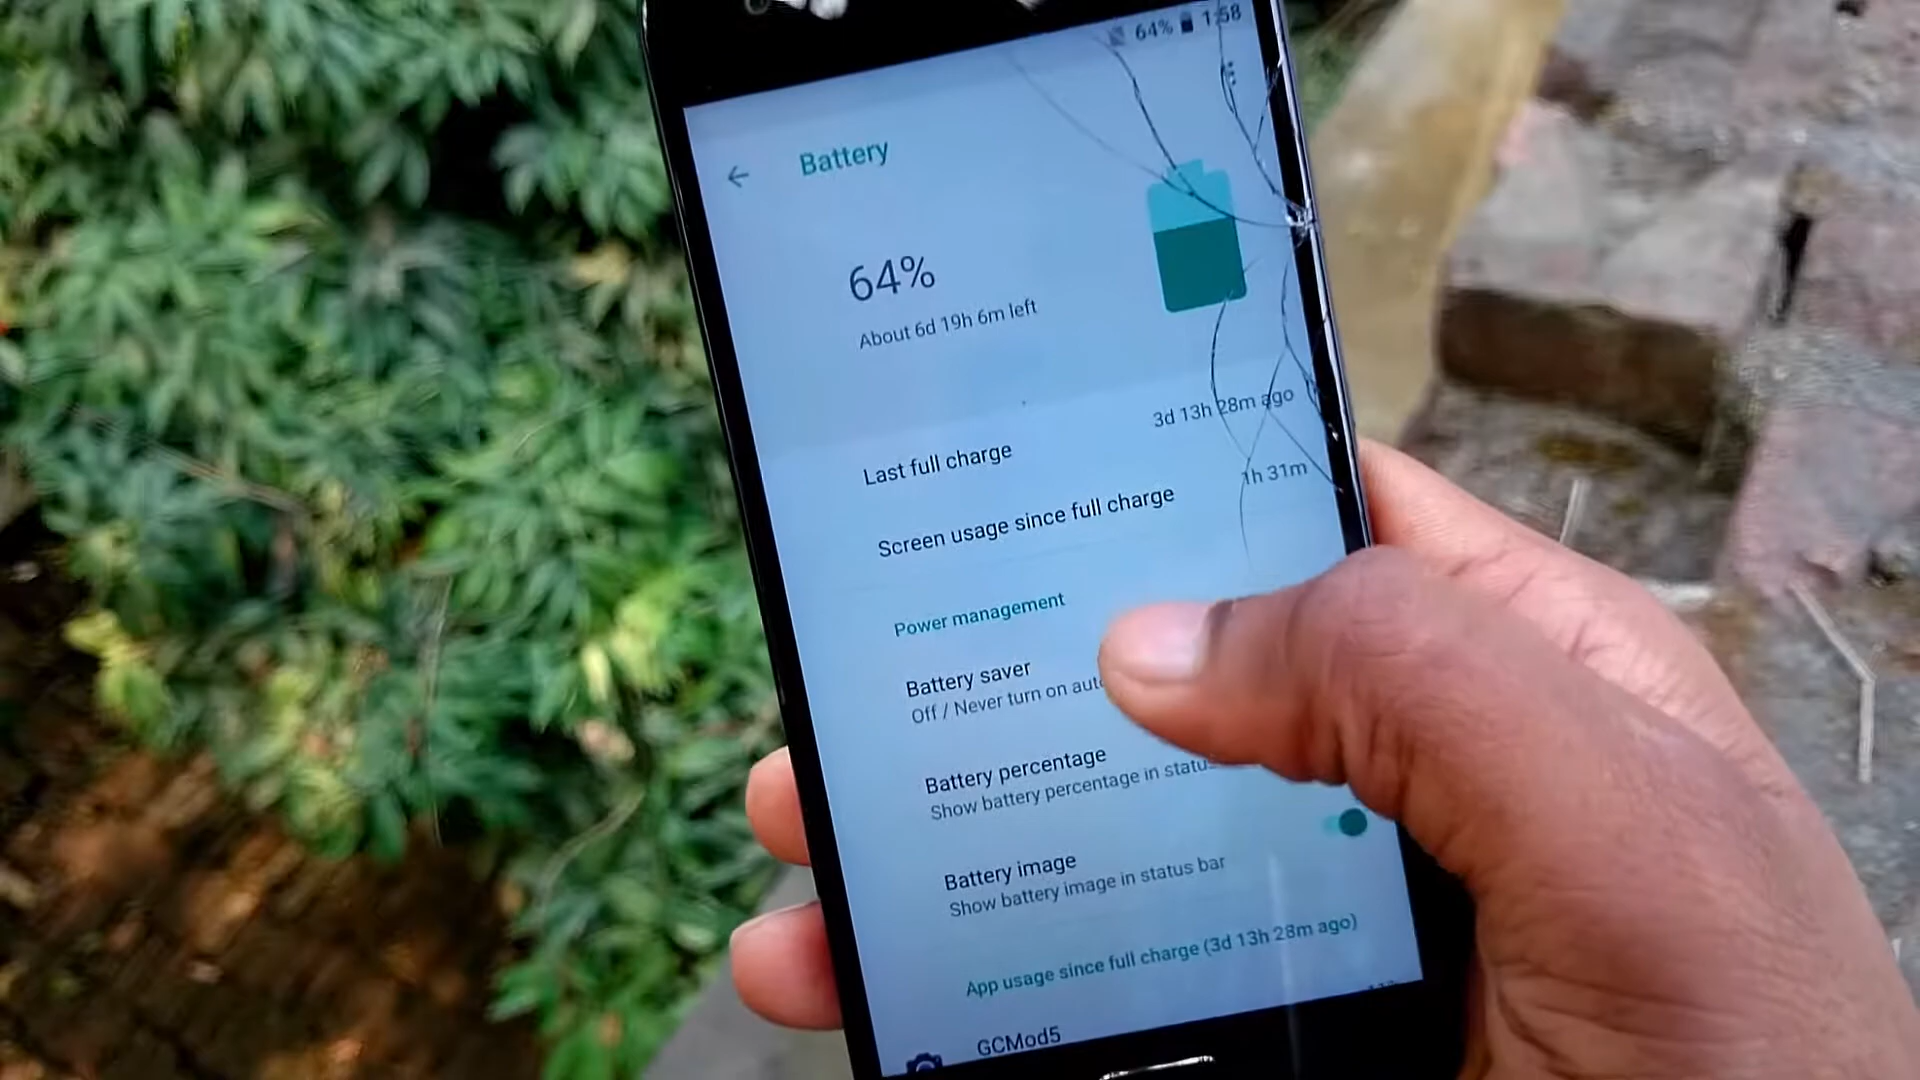 64% 1:58
Battery
64%
About 6d 19h 6m left
Last full charge
3d 13h 28m ago
Screen usage since full charge
1h 31m
Power management
Battery saver
Off / Never turn on
Battery percentage
Show battery percentage in
Battery image
Show battery image in status bar
App usage since full charge (3d 13h 28m ago)
GCMod5